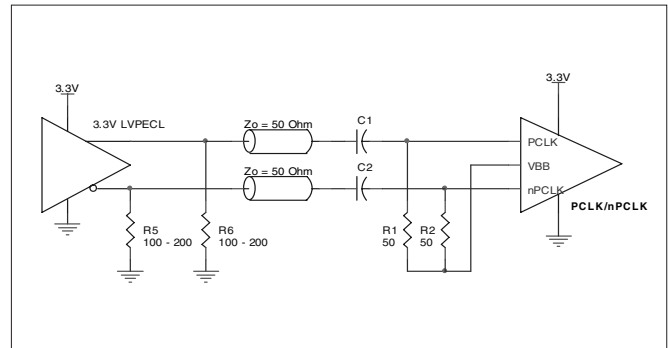 3.3V
3.3V LVPECL
Zo = 50 Ohm
C1
3.3V
PCLK
Zo = 50 Ohm
C2
VBB
nPCLK
PCLK/nPCLK
R5
100 - 200
R6
100 - 200
R1
50
R2
50